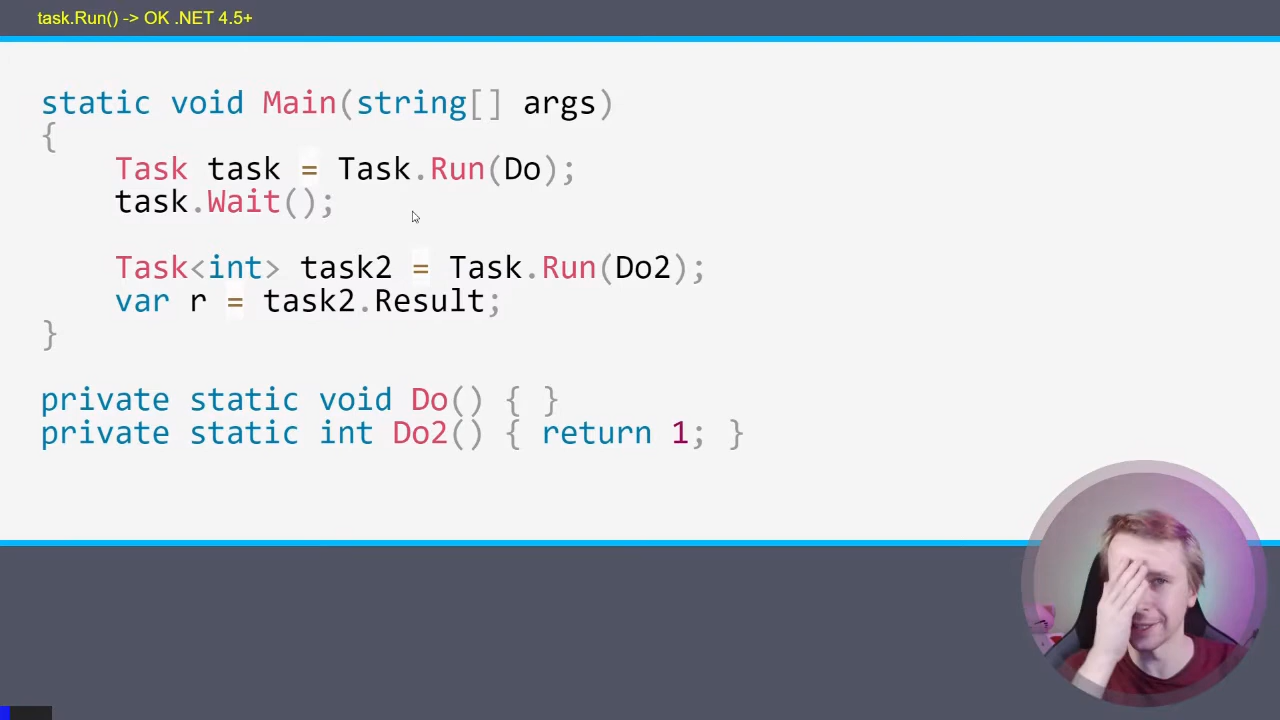 task.Run() -> OK .NET 4.5+
static void Main(string[] args)
{
Task task = Task.Run(Do);
task.Wait();
Task<int> task2 = Task.Run(Do2);
var r = task2.Result;
}
private static void Do() { }
private static int Do2() { return 1; }